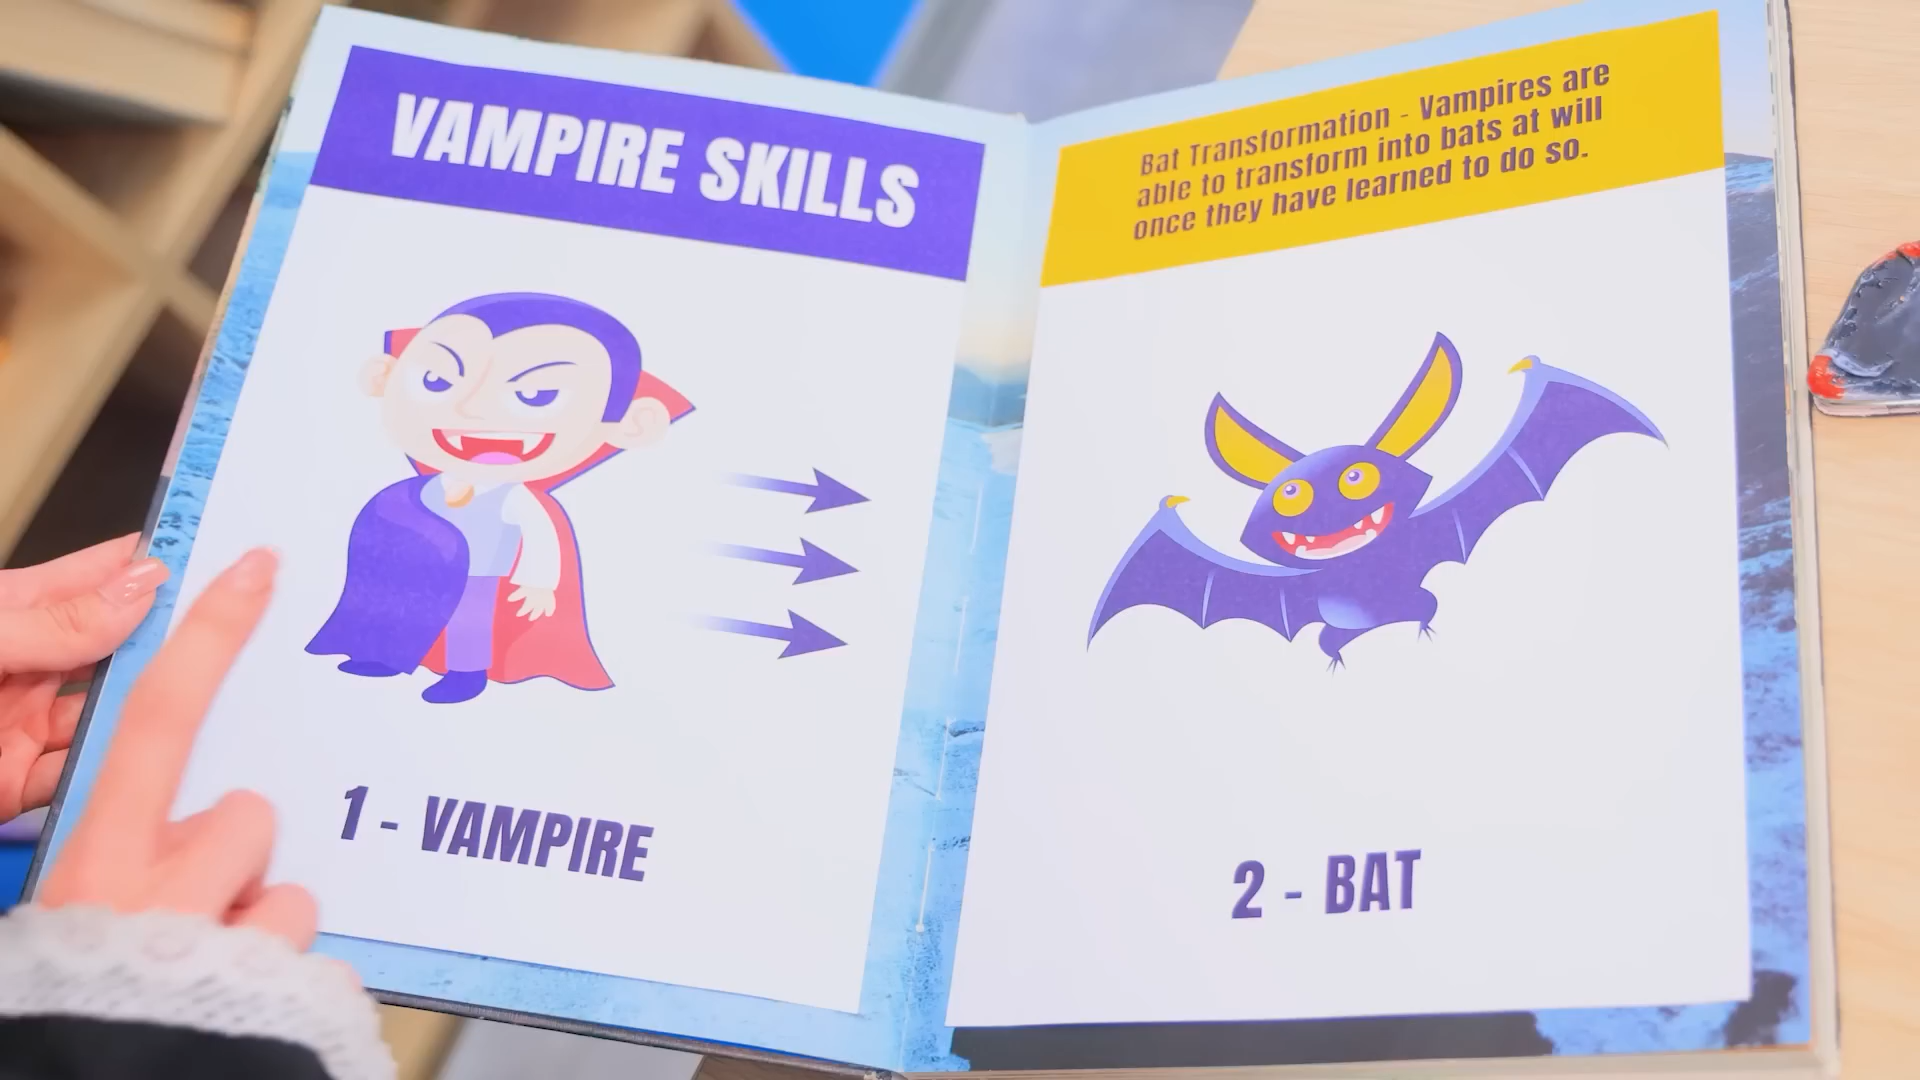 VAMPIRE SKILLS
1 - VAMPIRE
Bat Transformation - Vampires are
able to transform into bats at will
once they have learned to do so.
2 - BAT